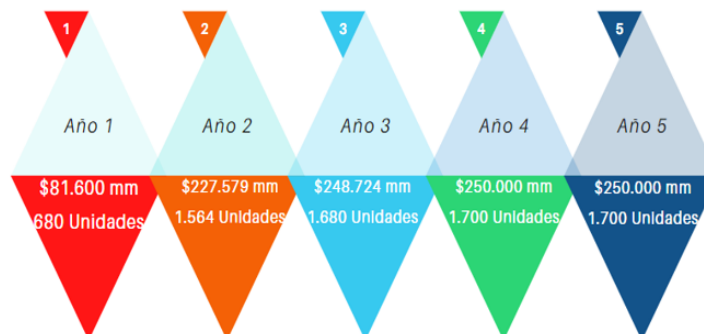 1
2
3
4
5
Año 1
Año 2
Año 3
Año 4
Año 5
$81.600 mm
$227.579 mm
$248.724 mm
$250.000 mm
$250.000 mm
680 Unidades
1.564 Unidades
1.680 Unidades
1.700 Unidades
1.700 Unidades